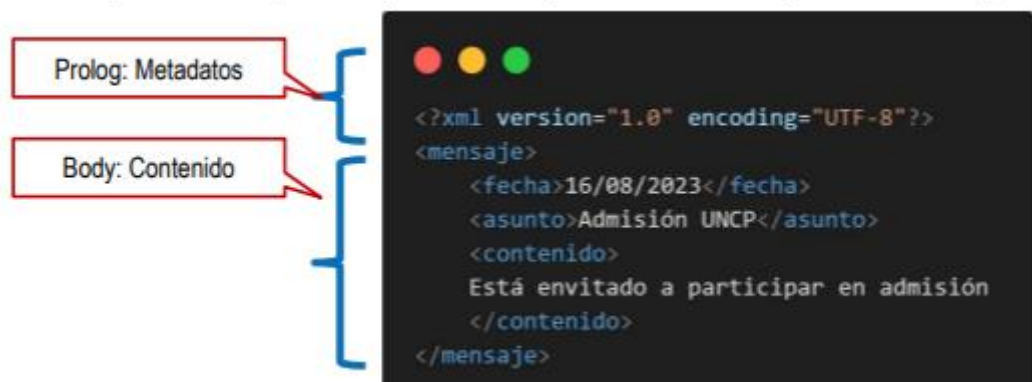 Prolog: Metadatos
Body: Contenido
<?xml version="1.0" encoding="UTF-8"?>
<mensaje>
<fecha>16/08/2023</fecha>
<asunto>Admisión UNCP</asunto>
<contenido>
Está envitado a participar en admisión
</contenido>
</mensaje>